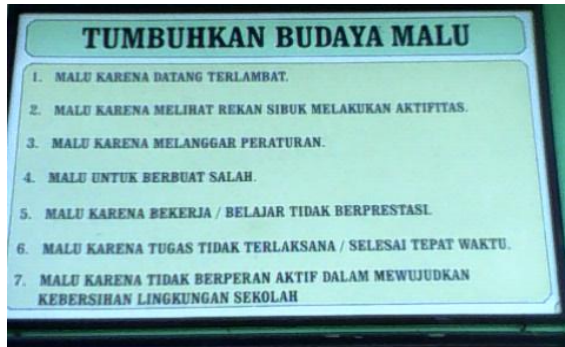 TUMBUHKAN BUDAYA MALU
1. MALU KARENA DATANG TERLAMBAT.
2. MALU KARENA MELIHAT REKAN SIBUK MELAKUKAN AKTIFITAS.
3. MALU KARENA MELANGGAR PERATURAN.
4. MALU UNTUK BERBUAT SALAH.
5. MALU KARENA BEKERJA / BELAJAR TIDAK BERPRESTASI.
6. MALU KARENA TUGAS TIDAK TERLAKSANA / SELESAI TEPAT WAKTU.
7. MALU KARENA TIDAK BERPERAN AKTIF DALAM MEWUJUDKAN
KEBERSIHAN LINGKUNGAN SEKOLAH